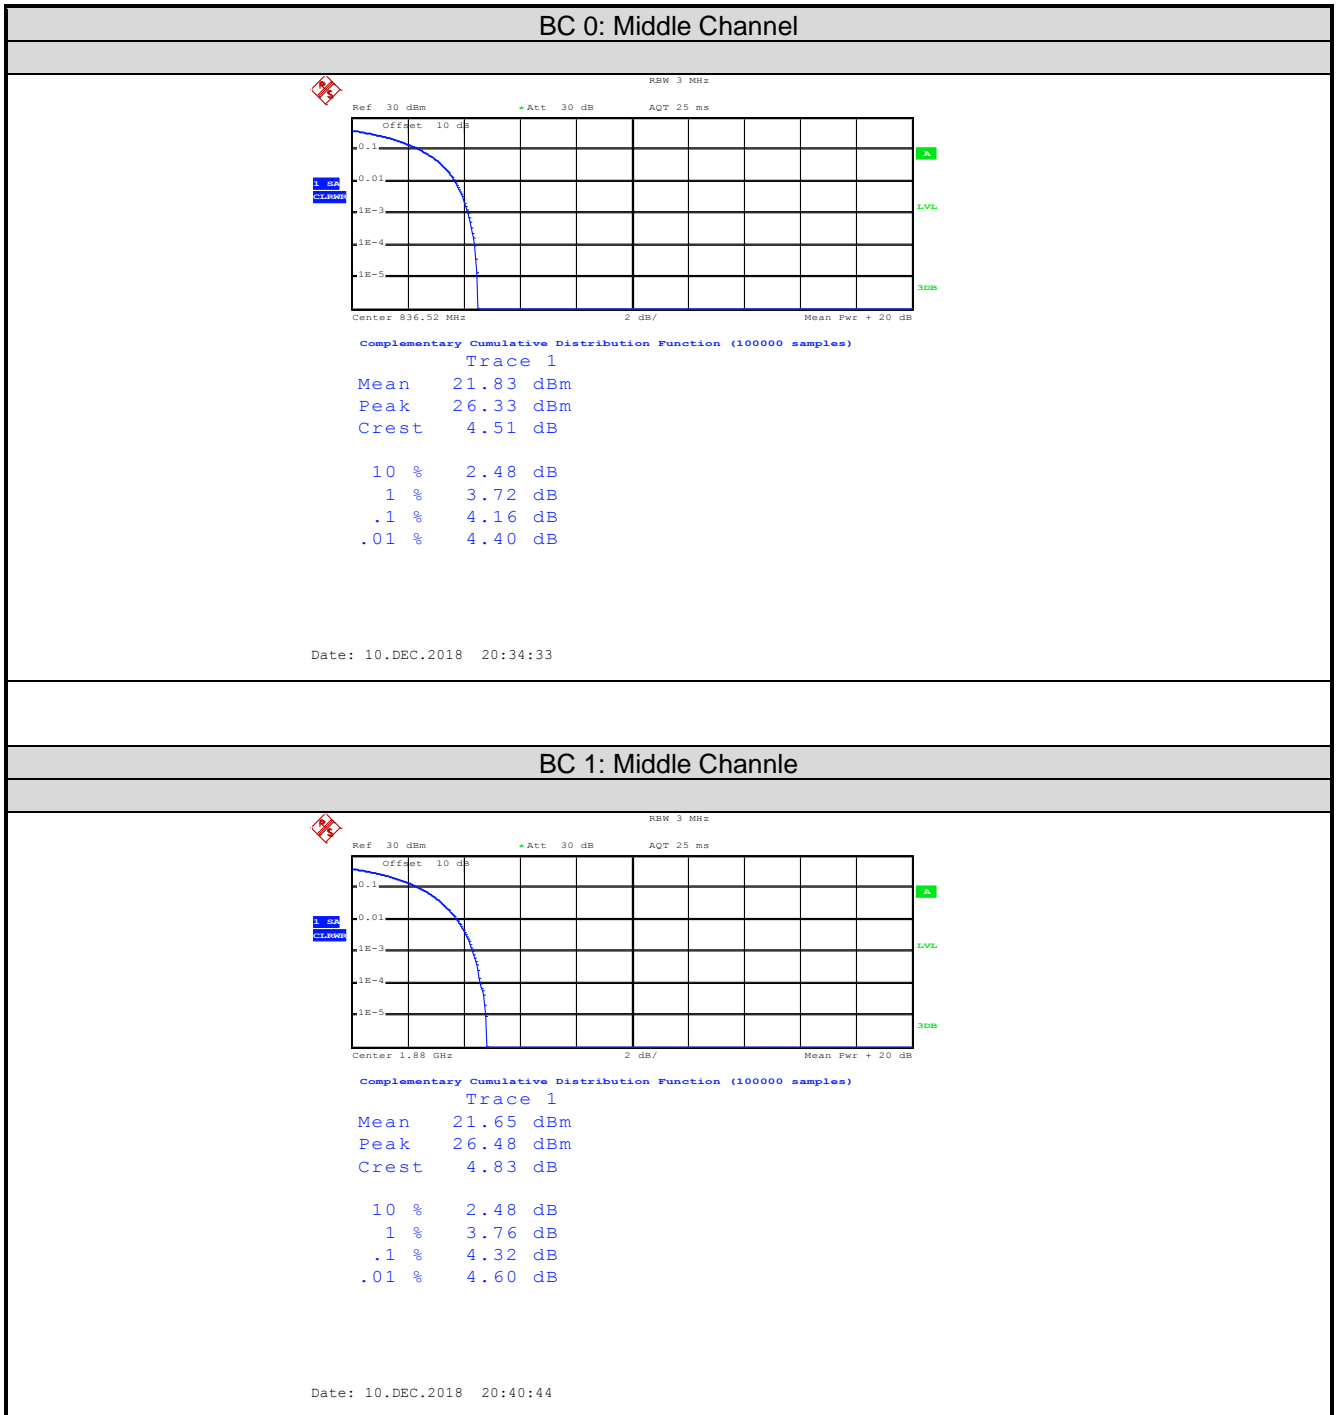 BC 0: Middle Channel
R S
RBW 3 MHz
Ref 30 dBm *Att 30 dB AQT 25 ms
Offset 10 dB
0.1
A
1 SA
CLRWR
0.01
1E-3
LVL
1E-4
1E-5
3DB
Center 836.52 MHz 2 dB/ Mean Pwr + 20 dB
Complementary Cumulative Distribution Function (100000 samples)
Trace 1
Mean 21.83 dBm
Peak 26.33 dBm
Crest 4.51 dB
10 % 2.48 dB
1 % 3.72 dB
.1 % 4.16 dB
.01 % 4.40 dB
Date: 10.DEC.2018 20:34:33
BC 1: Middle Channle
R S
RBW 3 MHz
Ref 30 dBm *Att 30 dB AQT 25 ms
Offset 10 dB
0.1
A
1 SA
CLRWR
0.01
1E-3
LVL
1E-4
1E-5
3DB
Center 1.88 GHz 2 dB/ Mean Pwr + 20 dB
Complementary Cumulative Distribution Function (100000 samples)
Trace 1
Mean 21.65 dBm
Peak 26.48 dBm
Crest 4.83 dB
10 % 2.48 dB
1 % 3.76 dB
.1 % 4.32 dB
.01 % 4.60 dB
Date: 10.DEC.2018 20:40:44